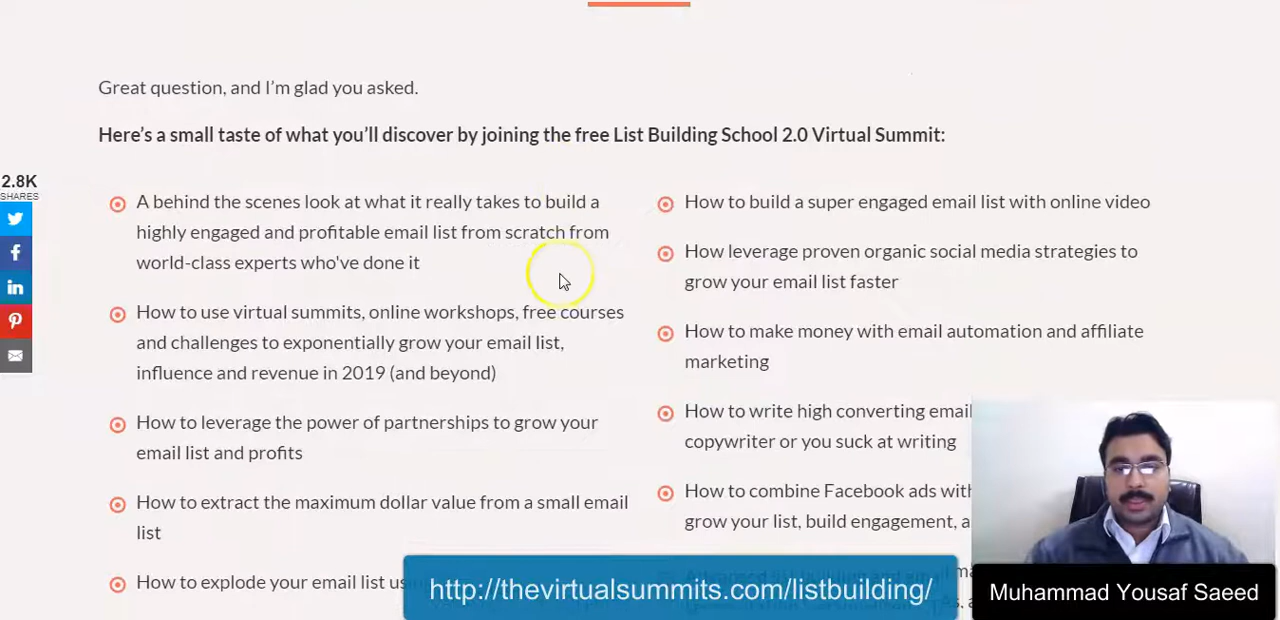 Great question, and I'm glad you asked.
Here's a small taste of what you'll discover by joining the free List Building School 2.0 Virtual Summit:
2.8K
SHARES
A behind the scenes look at what it really takes to build a
highly engaged and profitable email list from scratch from
world-class experts who've done it
How to use virtual summits, online workshops, free courses
and challenges to exponentially grow your email list,
influence and revenue in 2019 (and beyond)
How to leverage the power of partnerships to grow your
email list and profits
How to extract the maximum dollar value from a small email
list
How to explode your email list
How to build a super engaged email list with online video
How leverage proven organic social media strategies to
grow your email list faster
How to make money with email automation and affiliate
marketing
How to write high converting email
copywriter or you suck at writing
How to combine Facebook ads with
grow your list, build engagement,
http://thevirtualsummits.com/listbuilding/
Muhammad Yousaf Saeed